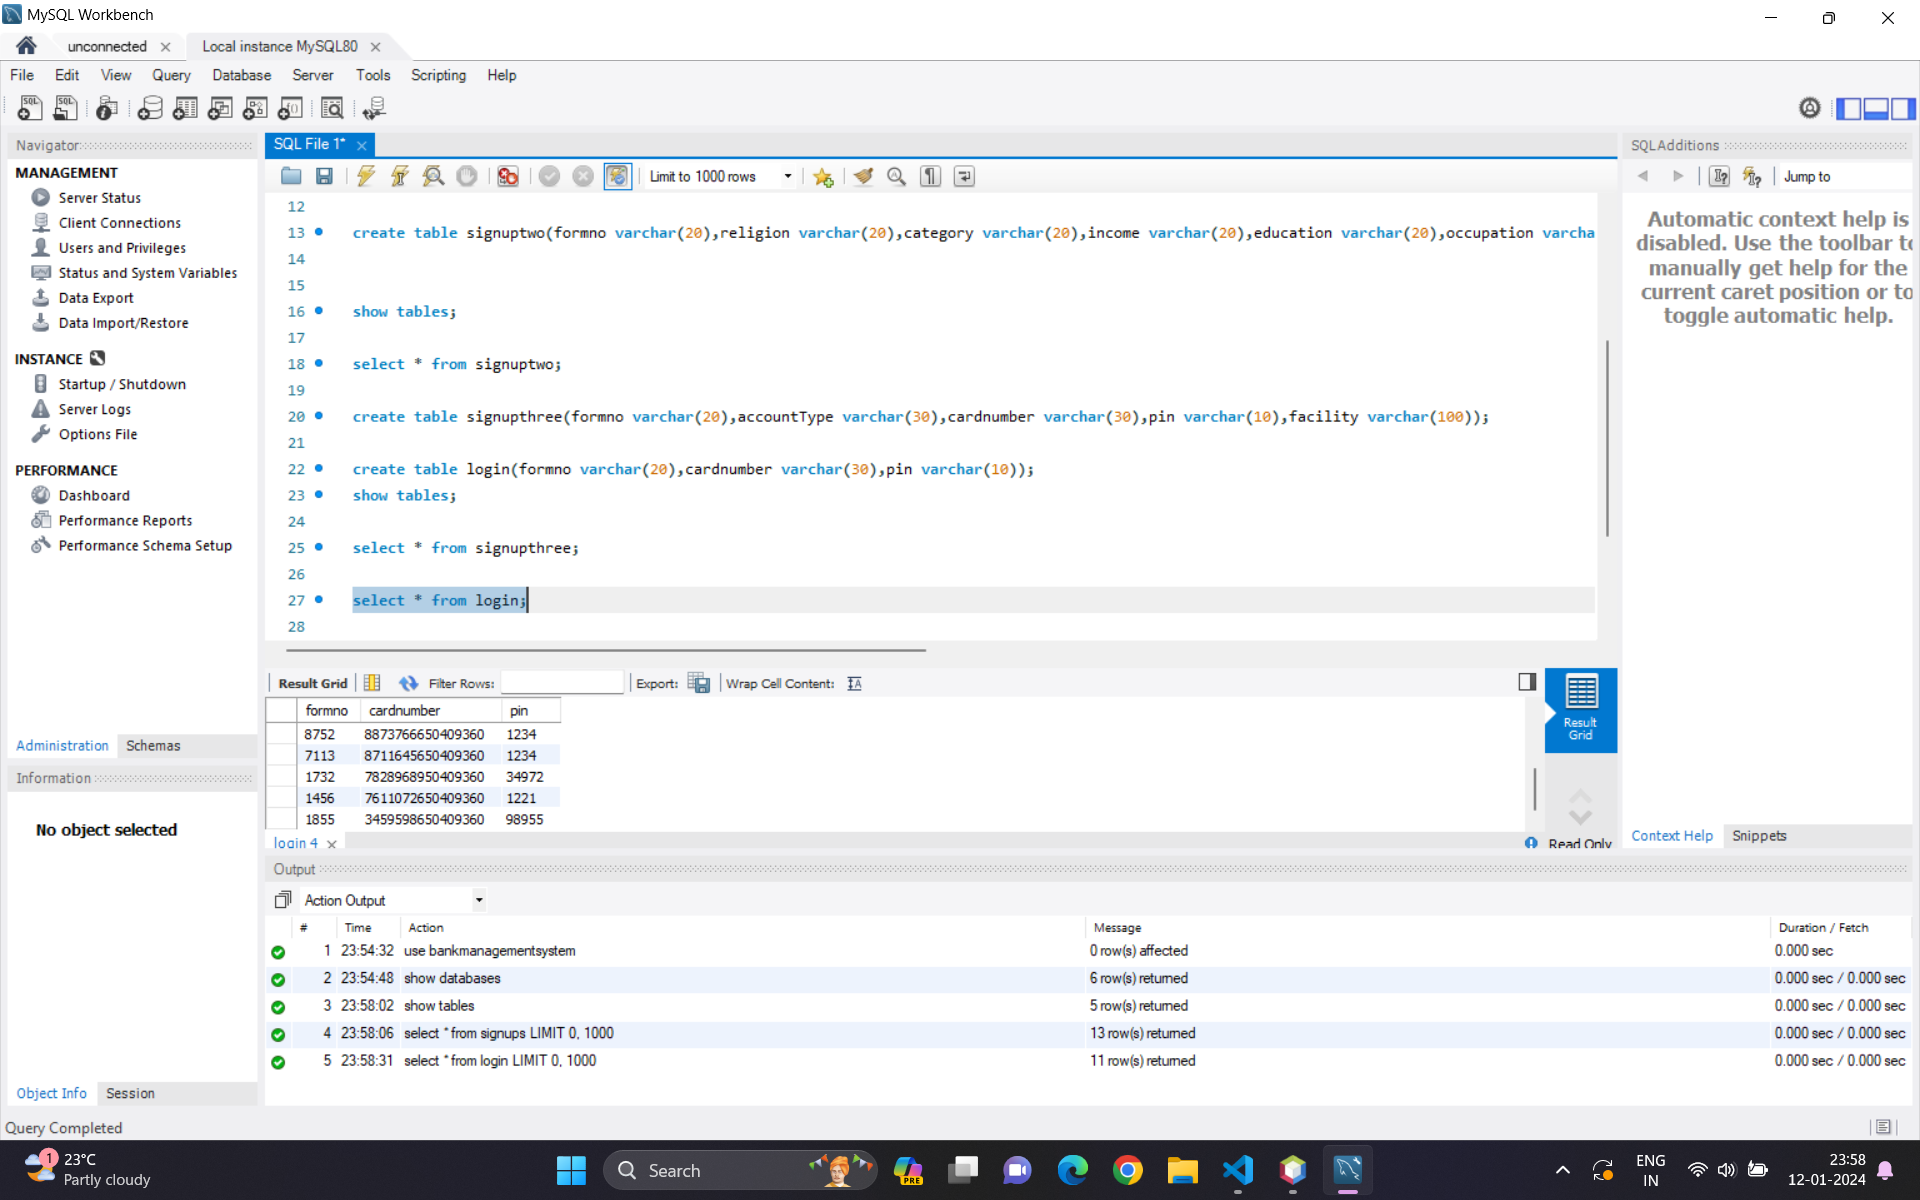 MySQL Workbench
unconnected
Local instance MySQL80
File Edit View Query Database Server Tools Scripting Help
Navigator
MANAGEMENT
Server Status
Client Connections
Users and Privileges
Status and System Variables
Data Export
Data Import/Restore
INSTANCE
Startup / Shutdown
Server Logs
Options File
PERFORMANCE
Dashboard
Performance Reports
Performance Schema Setup
Administration Schemas
Information
No object selected
Object Info Session
SQL File 1*
Limit to 1000 rows
12
13 create table signuptwo(formno varchar(20),religion varchar(20),category varchar(20),income varchar(20),education varchar(20),occupation varcha
14
15
16 show tables;
17
18 select * from signuptwo;
19
20 create table signupthree(formno varchar(20),accountType varchar(30),cardnumber varchar(30),pin varchar(10),facility varchar(100));
21
22 create table login(formno varchar(20),cardnumber varchar(30),pin varchar(10));
23 show tables;
24
25 select * from signupthree;
26
27 select * from login;
28
Result Grid Filter Rows: Export: Wrap Cell Content:
formno cardnumber pin
8752 8873766650409360 1234
7113 8711645650409360 1234
1732 7828968950409360 34972
1456 7611072650409360 1221
1855 3459598650409360 98955
Result
Grid
login 4
Read Only
SQLAdditions
Jump to
Automatic context help is
disabled. Use the toolbar to
manually get help for the
current caret position or to
toggle automatic help.
Context Help Snippets
Output
Action Output
# Time Action Message Duration / Fetch
1 23:54:32 use bankmanagementsystem 0 row(s) affected 0.000 sec
2 23:54:48 show databases 6 row(s) returned 0.000 sec / 0.000 sec
3 23:58:02 show tables 5 row(s) returned 0.000 sec / 0.000 sec
4 23:58:06 select * from signups LIMIT 0, 1000 13 row(s) returned 0.000 sec / 0.000 sec
5 23:58:31 select * from login LIMIT 0, 1000 11 row(s) returned 0.000 sec / 0.000 sec
Query Completed
1
23°C
Partly cloudy
Search
PRE
ENG
IN
23:58
12-01-2024